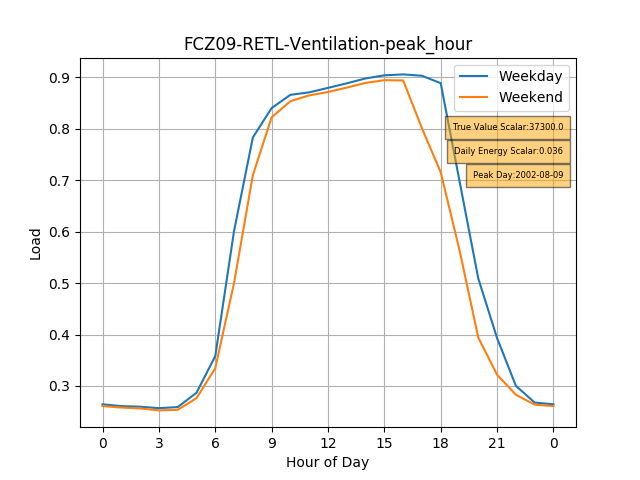 FCZ09-RETL-Ventilation-peak_hour
Load
0.9
0.8
0.7
0.6
0.5
0.4
0.3
Weekday
Weekend
True Value Scalar:37300.0
Daily Energy Scalar:0.036
Peak Day:2002-08-09
0 3 6 9 12 15 18 21 0
Hour of Day